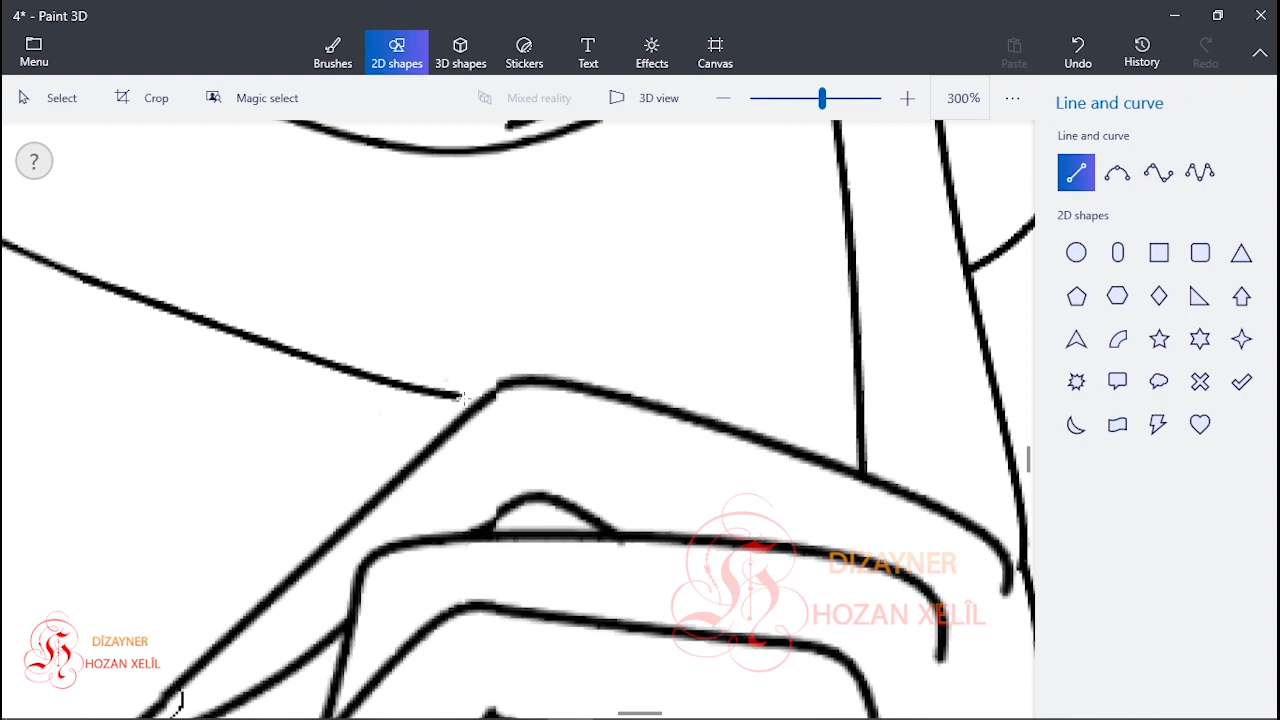 4* - Paint 3D
Menu
Brushes
2D shapes
3D shapes
Stickers
Text
Effects
Canvas
Paste
Undo
History
Redo
Select
Crop
Magic select
Mixed reality
3D view
300%
Line and curve
Line and curve
2D shapes
?
DIZAYNER
HOZAN XELÎL
DÎZAYNER
HOZAN XELÎL